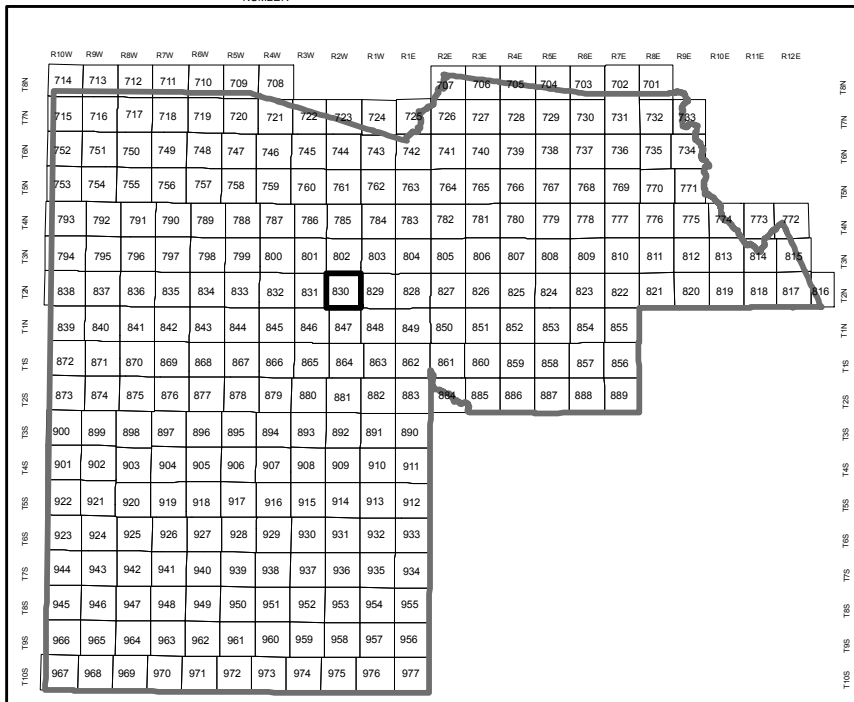 R10W R9W R8W R7W R6W R5W R4W R3W R2W R1W R1E R2E R3E R4E R5E R6E R7E R8E R9E R10E R11E R12E
T8N 714 713 712 711 710 709 708 707 706 705 704 703 702 701 T8N
T7N 715 716 717 718 719 720 721 722 723 724 725 726 727 728 729 730 731 732 733 T7N
T6N 752 751 750 749 748 747 746 745 744 743 742 741 740 739 738 737 736 735 734 T6N
T5N 753 754 755 756 757 758 759 760 761 762 763 764 765 766 767 768 769 770 771 T5N
T4N 793 792 791 790 789 788 787 786 785 784 783 782 781 780 779 778 777 776 775 774 773 772 T4N
T3N 794 795 796 797 798 799 800 801 802 803 804 805 806 807 808 809 810 811 812 813 814 815 T3N
T2N 838 837 836 835 834 833 832 831 830 829 828 827 826 825 824 823 822 821 820 819 818 817 816 T2N
T1N 839 840 841 842 843 844 845 846 847 848 849 850 851 852 853 854 855 T1N
T1S 872 871 870 869 868 867 866 865 864 863 862 861 860 859 858 857 856 T1S
T2S 873 874 875 876 877 878 879 880 881 882 883 884 885 886 887 888 889 T2S
T3S 900 899 898 897 896 895 894 893 892 891 890 T3S
T4S 901 902 903 904 905 906 907 908 909 910 911 T4S
T5S 922 921 920 919 918 917 916 915 914 913 912 T5S
T6S 923 924 925 926 927 928 929 930 931 932 933 T6S
T7S 944 943 942 941 940 939 938 937 936 935 934 T7S
T8S 945 946 947 948 949 950 951 952 953 954 955 T8S
T9S 966 965 964 963 962 961 960 959 958 957 956 T9S
T10S 967 968 969 970 971 972 973 974 975 976 977 T10S